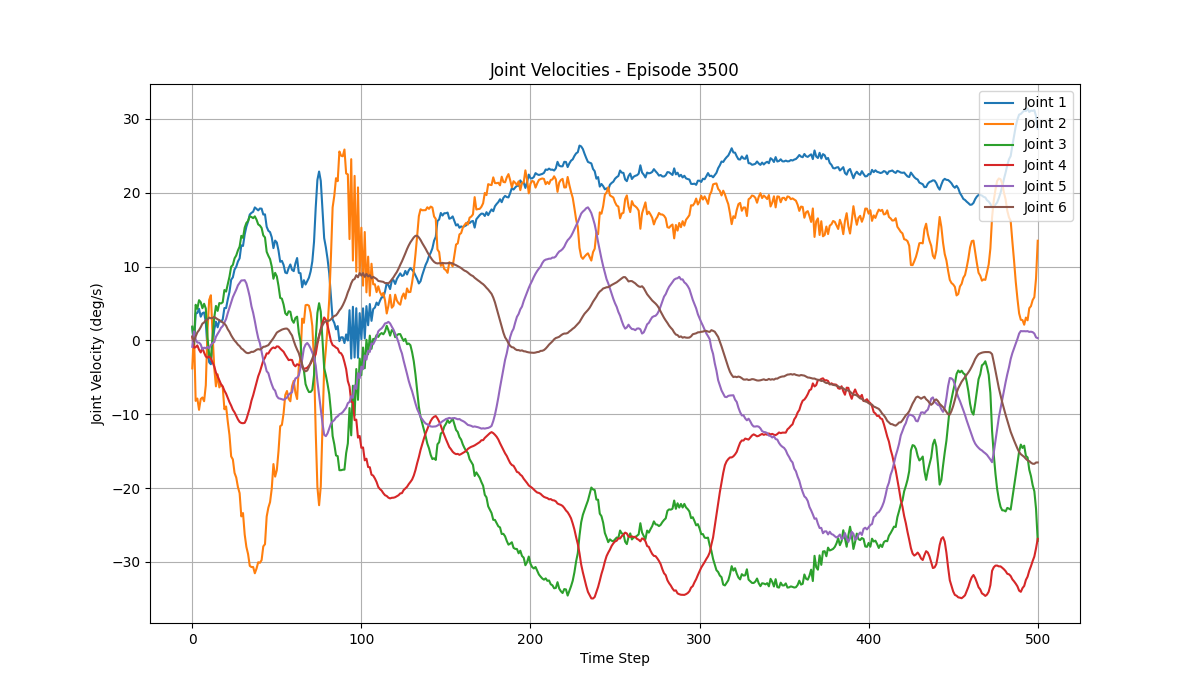 Joint Velocities - Episode 3500
Joint Velocity (deg/s)
30
20
10
0
−10
−20
−30
Joint 1
Joint 2
Joint 3
Joint 4
Joint 5
Joint 6
0
100
200
300
400
500
Time Step